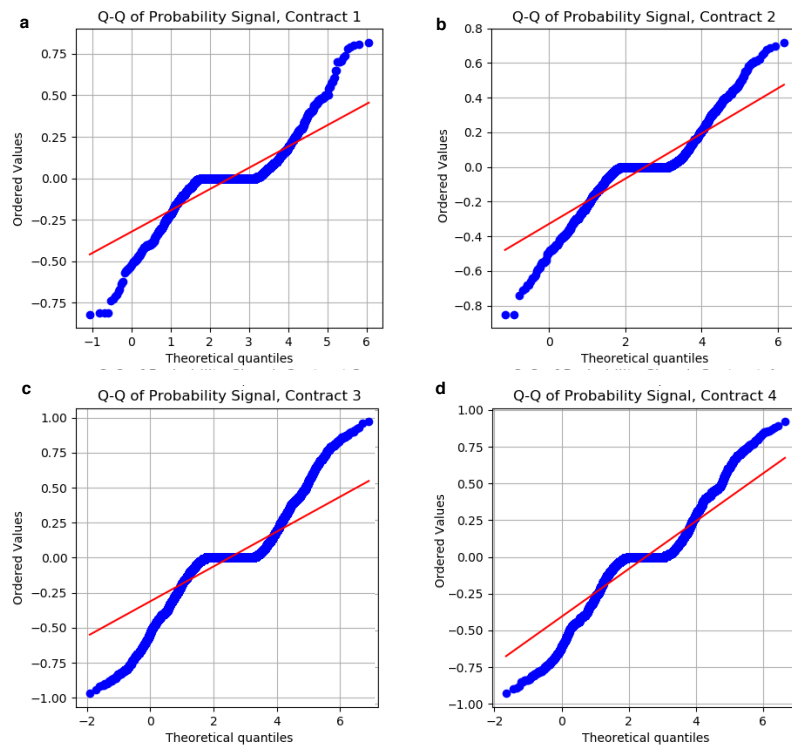 a
Q-Q of Probability Signal, Contract 1
0.75
0.50
0.25
0.00
−0.25
−0.50
−0.75
Ordered Values
−1 0 1 2 3 4 5 6
Theoretical quantiles
b
Q-Q of Probability Signal, Contract 2
0.8
0.6
0.4
0.2
0.0
−0.2
−0.4
−0.6
−0.8
Ordered Values
0 2 4 6
Theoretical quantiles
c
Q-Q of Probability Signal, Contract 3
1.00
0.75
0.50
0.25
0.00
−0.25
−0.50
−0.75
−1.00
Ordered Values
−2 0 2 4 6
Theoretical quantiles
d
Q-Q of Probability Signal, Contract 4
1.00
0.75
0.50
0.25
0.00
−0.25
−0.50
−0.75
−1.00
Ordered Values
−2 0 2 4 6
Theoretical quantiles